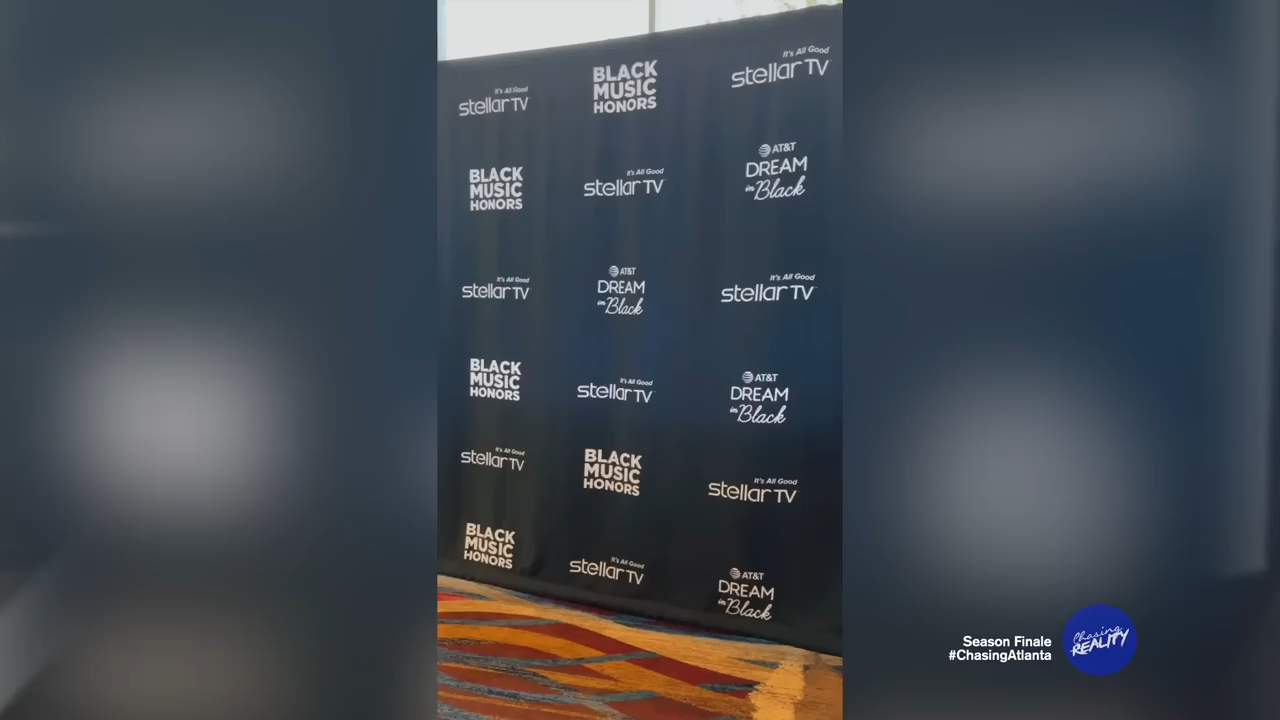 It's All Good
stellar TV
BLACK
MUSIC
HONORS
It's All Good
stellar TV
BLACK
MUSIC
HONORS
It's All Good
stellar TV
AT&T
DREAM
in Black
It's All Good
stellar TV
AT&T
DREAM
in Black
It's All Good
stellar TV
BLACK
MUSIC
HONORS
It's All Good
stellar TV
AT&T
DREAM
in Black
It's All Good
stellar TV
BLACK
MUSIC
HONORS
It's All Good
stellar TV
BLACK
MUSIC
HONORS
It's All Good
stellar TV
AT&T
DREAM
in Black
Season Finale
#ChasingAtlanta
Chasing
REALITY